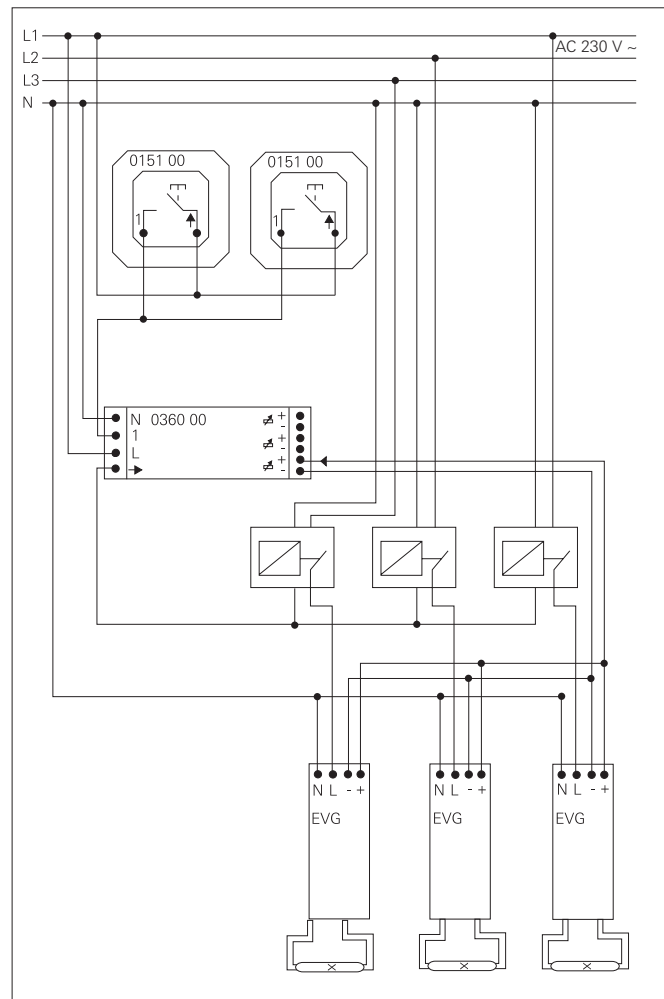 L1
AC 230 V ~
L2
L3
N
0151 00
0151 00
1
1
N 0360 00
1
L
+
-
+
-
+
-
N L - +
N L - +
N L - +
EVG
EVG
EVG